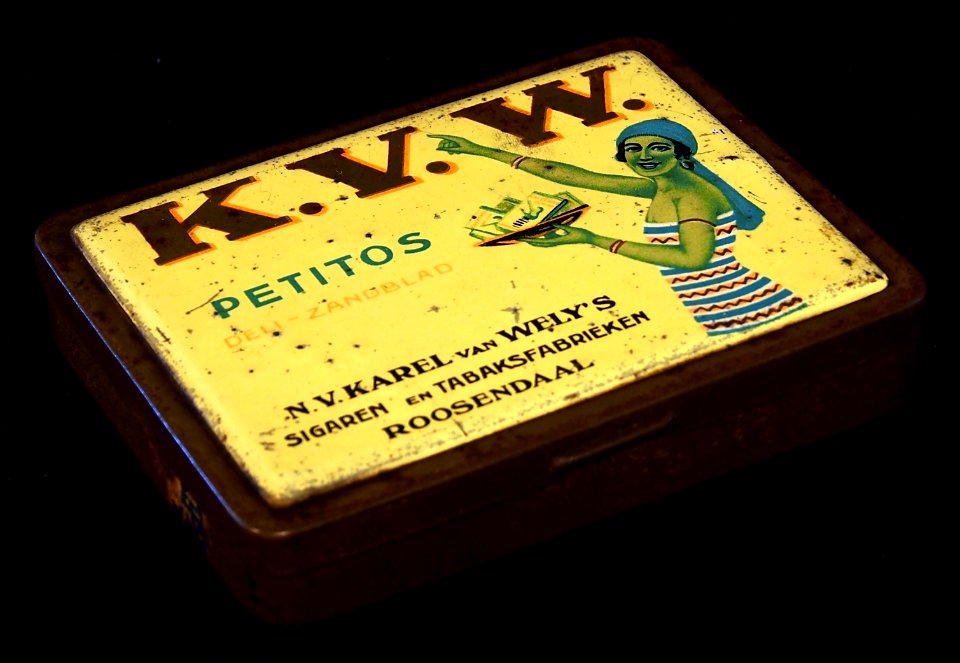 K.V.W.
PETITOS
DELI-ZANDBLAD
N.V. KAREL VAN WELY'S
SIGAREN EN TABAKSFABRIEKEN
ROOSENDAAL